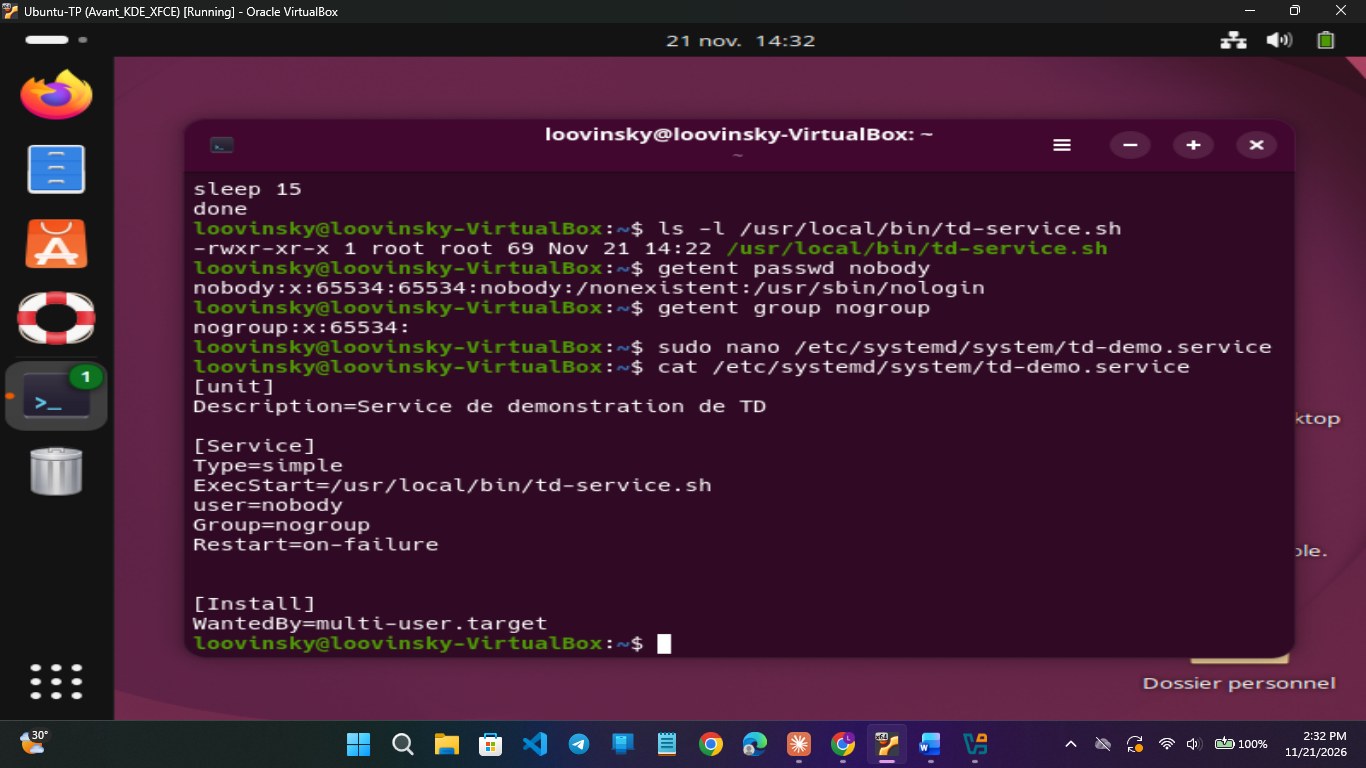 Ubuntu-TP (Avant_KDE_XFCE) [Running] - Oracle VirtualBox
21 nov. 14:32
loovinsky@loovinsky-VirtualBox: ~
~
sleep 15
done
loovinsky@loovinsky-VirtualBox:~$ ls -l /usr/local/bin/td-service.sh
-rwxr-xr-x 1 root root 69 Nov 21 14:22 /usr/local/bin/td-service.sh
loovinsky@loovinsky-VirtualBox:~$ getent passwd nobody
nobody:x:65534:65534:nobody:/nonexistent:/usr/sbin/nologin
loovinsky@loovinsky-VirtualBox:~$ getent group nogroup
nogroup:x:65534:
loovinsky@loovinsky-VirtualBox:~$ sudo nano /etc/systemd/system/td-demo.service
loovinsky@loovinsky-VirtualBox:~$ cat /etc/systemd/system/td-demo.service
[unit]
Description=Service de demonstration de TD
[Service]
Type=simple
ExecStart=/usr/local/bin/td-service.sh
user=nobody
Group=nogroup
Restart=on-failure
[Install]
WantedBy=multi-user.target
loovinsky@loovinsky-VirtualBox:~$
1
>_
ktop
ble.
Dossier personnel
30°
100%
2:32 PM
11/21/2026